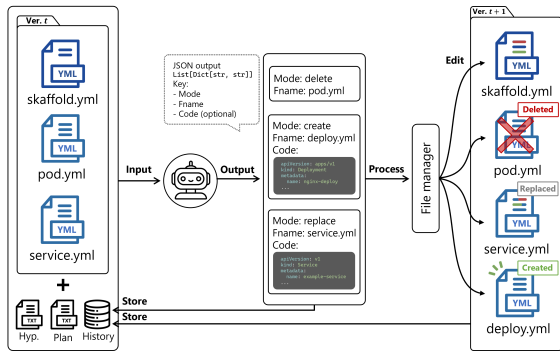 Ver. t
YML
skaffold.yml
YML
pod.yml
YML
service.yml
+
TXT
Hyp.
TXT
Plan
History
Input
JSON output
List[Dict[str, str]]
Key:
- Mode
- Fname
- Code (optional)
Output
Mode: delete
Fname: pod.yml
Mode: create
Fname: deploy.yml
Code:
apiVersion: apps/v1
kind: Deployment
metadata:
name: nginx-deploy
...
Mode: replace
Fname: service.yml
Code:
apiVersion: v1
kind: Service
metadata:
name: example-service
...
Process
File manager
Edit
Store
Store
Ver. t + 1
YML
skaffold.yml
Deleted
YML
pod.yml
Replaced
YML
service.yml
Created
YML
deploy.yml